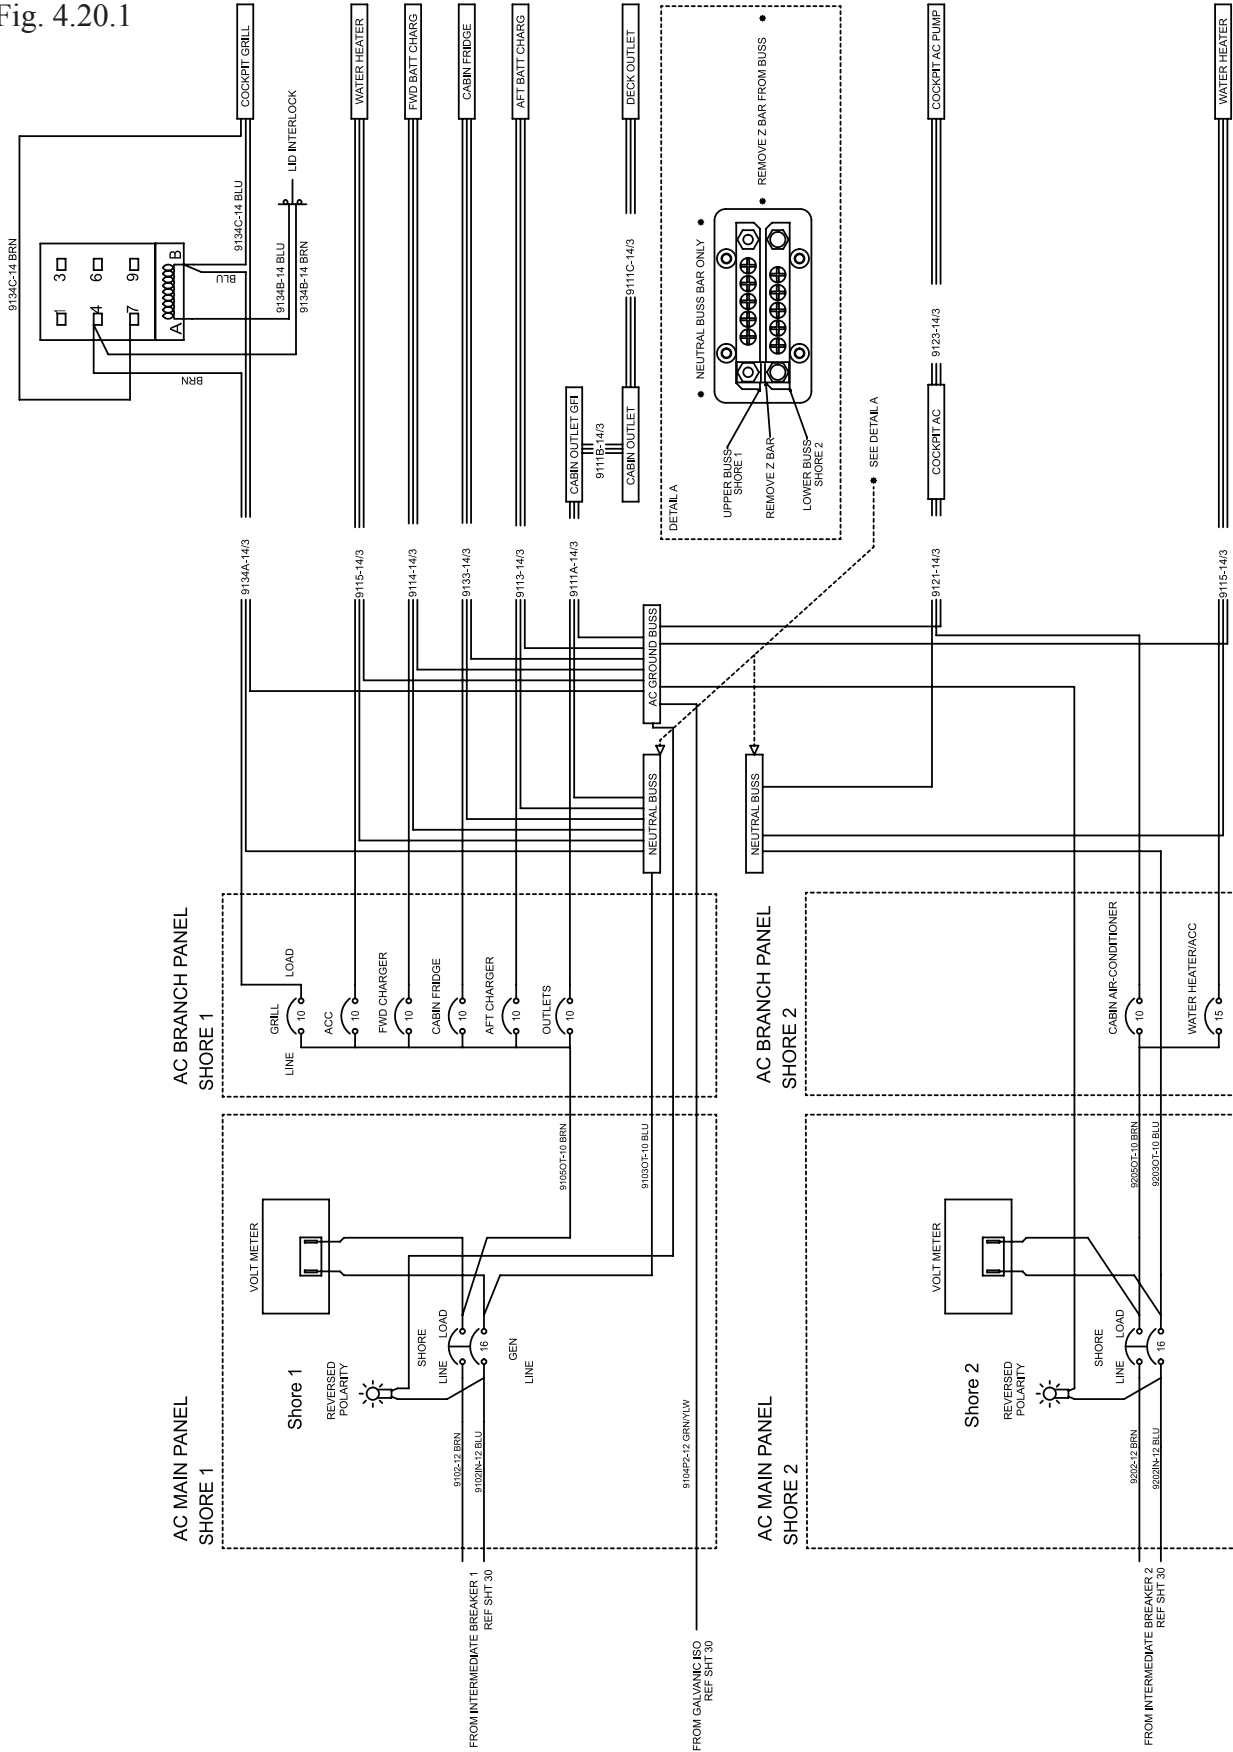 Fig. 4.20.1
AC MAIN PANEL
SHORE 1
AC BRANCH PANEL
SHORE 1
9134C-14 BRN
1
3
4
6
7
9
A
B
BRN
BLU
9134C-14 BLU
9134B-14 BLU
9134B-14 BRN
LID INTERLOCK
COCKPIT GRILL
WATER HEATER
FWD BATT CHARG
CABIN FRIDGE
AFT BATT CHARG
DECK OUTLET
9134A-14/3
9115-14/3
9114-14/3
9133-14/3
9113-14/3
9111A-14/3
CABIN OUTLET GFI
9111B-14/3
CABIN OUTLET
9111C-14/3
LINE
LOAD
GRILL
10
ACC
10
FWD CHARGER
10
CABIN FRIDGE
10
AFT CHARGER
10
OUTLETS
10
VOLT METER
Shore 1
REVERSED
POLARITY
SHORE
LINE
LOAD
16
GEN
LINE
9102-12 BRN
9102IN-12 BLU
9105OT-10 BRN
9103OT-10 BLU
FROM INTERMEDIATE BREAKER 1
REF SHT 30
9104P2-12 GRN/YLW
FROM GALVANIC ISO
REF SHT 30
NEUTRAL BUSS
AC GROUND BUSS
NEUTRAL BUSS
DETAIL A
* NEUTRAL BUSS BAR ONLY *
* REMOVE Z BAR FROM BUSS *
UPPER BUSS
SHORE 1
REMOVE Z BAR
LOWER BUSS
SHORE 2
* SEE DETAIL A
AC MAIN PANEL
SHORE 2
AC BRANCH PANEL
SHORE 2
VOLT METER
Shore 2
REVERSED
POLARITY
SHORE
LINE
LOAD
16
9202-12 BRN
9202IN-12 BLU
9205OT-10 BRN
9203OT-10 BLU
FROM INTERMEDIATE BREAKER 2
REF SHT 30
CABIN AIR-CONDITIONER
10
WATER HEATER/ACC
15
9121-14/3
COCKPIT AC
9123-14/3
COCKPIT AC PUMP
9115-14/3
WATER HEATER